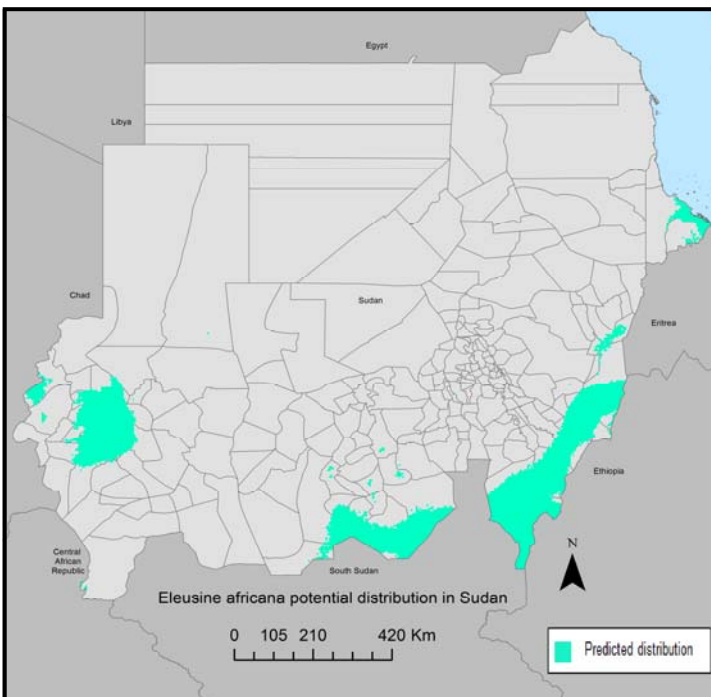 Egypt
Libya
Chad
Sudan
Eritrea
Ethiopia
Central
African
Republic
South Sudan
N
Eleusine africana potential distribution in Sudan
0 105 210 420 Km
Predicted distribution